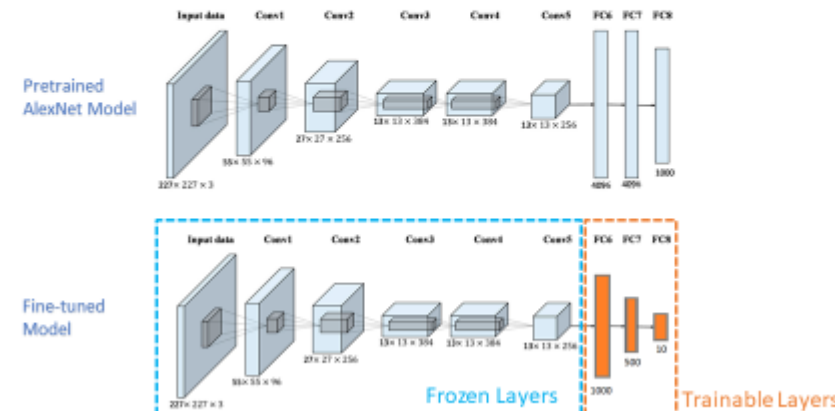 Input data Conv1 Conv2 Conv3 Conv4 Conv5 FC6 FC7 FC8
Pretrained
AlexNet Model
227× 227 × 3
55× 55 × 96
27× 27 × 256
13× 13 × 384
13× 13 × 384
13× 13 × 256
4096
4096
1000
Input data Conv1 Conv2 Conv3 Conv4 Conv5 FC6 FC7 FC8
Fine-tuned
Model
227× 227 × 3
55× 55 × 96
27× 27 × 256
13× 13 × 384
13× 13 × 384
13× 13 × 256
1000
500
10
Frozen Layers
Trainable Layers